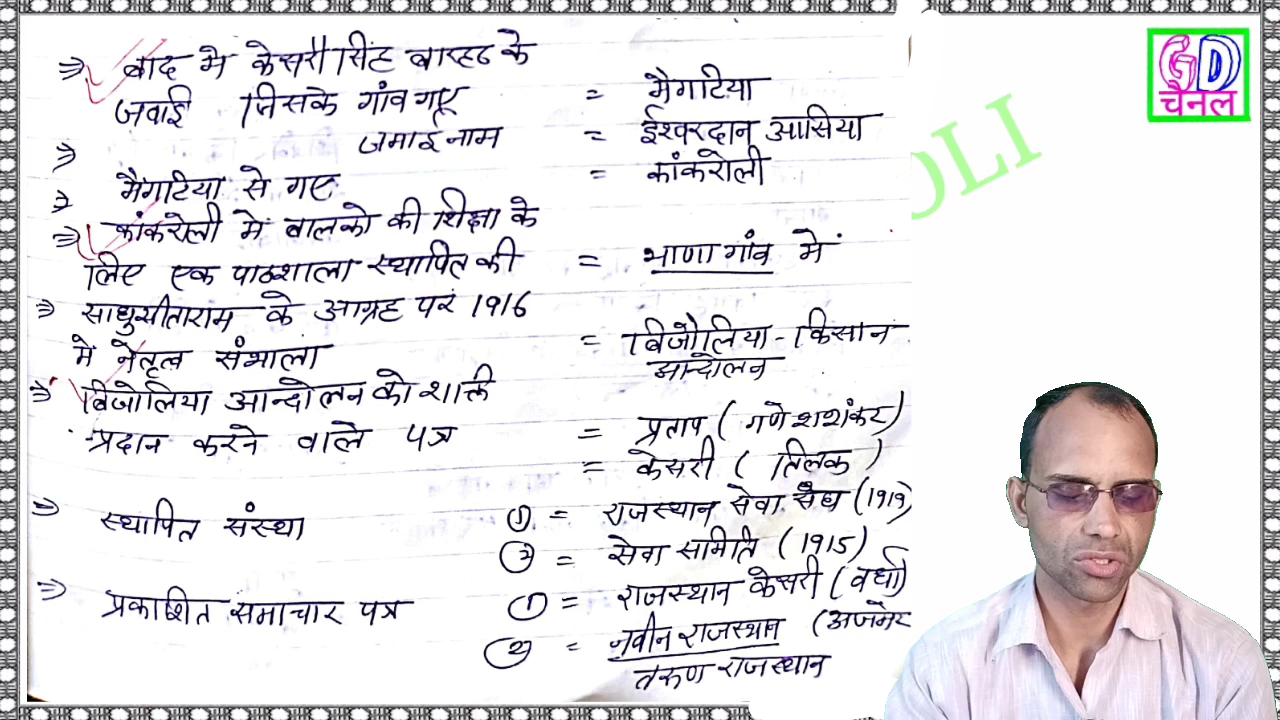 ⇒ बाद मे केसरी सिंह बारहट के
जवाई जिसके गांव गए = मैगटिया
⇒ जमाई नाम = ईश्वरदान आसिया
⇒ मैगटिया से गए = कांकरोली
⇒ कांकरोली मे बालको की शिक्षा के
लिए एक पाठशाला स्थापित की = भाणा गांव में
⇒ साधुसीताराम के आग्रह पर 1916
मे नेतृत्व संभाला = बिजौलिया - किसान
आन्दोलन
⇒ बिजोलिया आन्दोलन को शक्ति
प्रदान करने वाले पत्र = प्रताप ( गणेशशंकर)
= केसरी ( तिलक )
⇒ स्थापित संस्था ① = राजस्थान सेवा संघ (1919)
② = सेवा समिति (1915)
⇒ प्रकाशित समाचार पत्र ① = राजस्थान केसरी ( वर्धा)
② = नवीन राजस्थान (अजमेर
तरुण राजस्थान
GD
चैनल
OLI